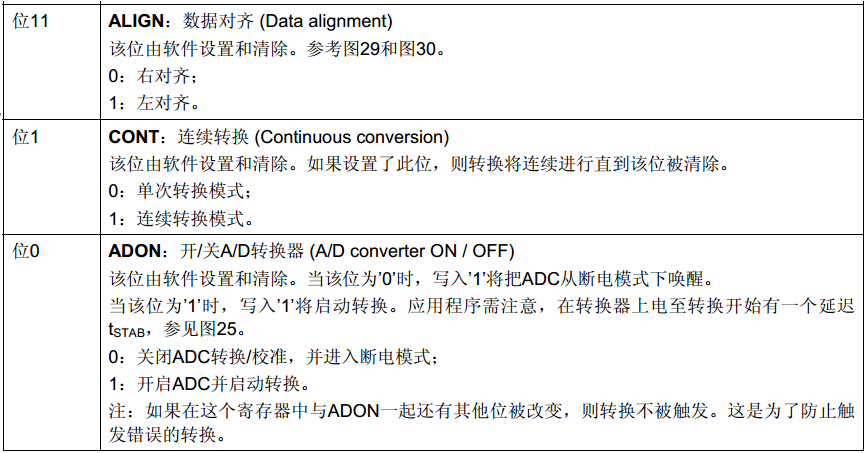 位11
ALIGN：数据对齐 (Data alignment)
该位由软件设置和清除。参考图29和图30。
0：右对齐；
1：左对齐。
位1
CONT：连续转换 (Continuous conversion)
该位由软件设置和清除。如果设置了此位，则转换将连续进行直到该位被清除。
0：单次转换模式；
1：连续转换模式。
位0
ADON：开/关A/D转换器 (A/D converter ON / OFF)
该位由软件设置和清除。当该位为’0’时，写入’1’将把ADC从断电模式下唤醒。
当该位为’1’时，写入’1’将启动转换。应用程序需注意，在转换器上电至转换开始有一个延迟
tSTAB，参见图25。
0：关闭ADC转换/校准，并进入断电模式；
1：开启ADC并启动转换。
注：如果在这个寄存器中与ADON一起还有其他位被改变，则转换不被触发。这是为了防止触
发错误的转换。